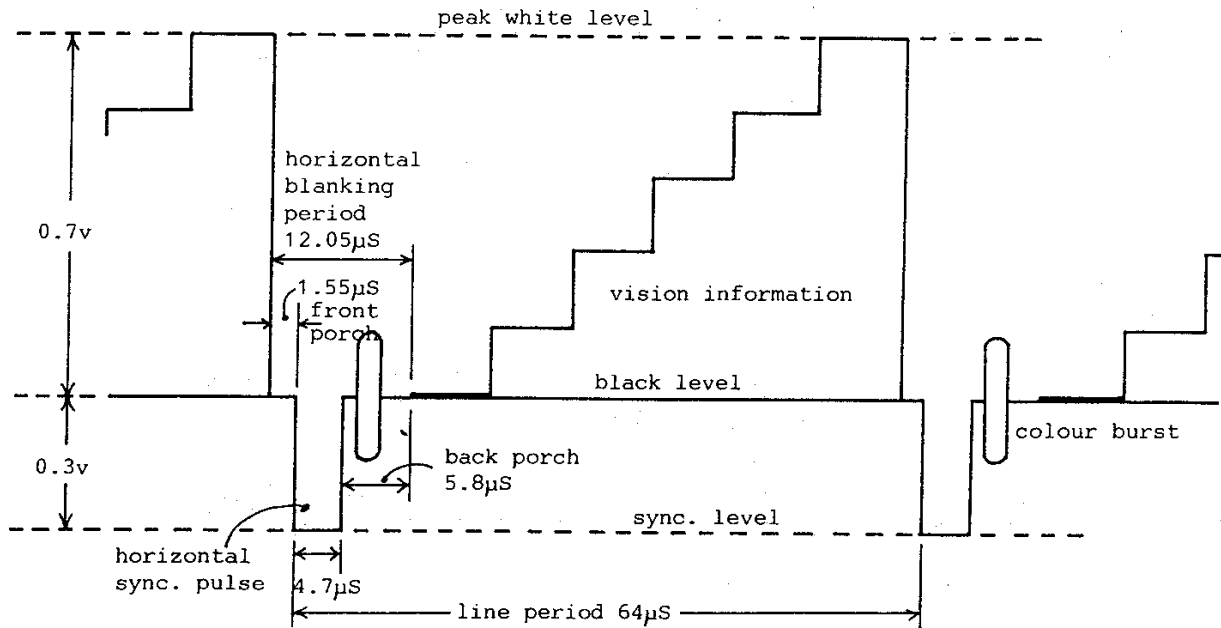 peak white level
horizontal
blanking
period
12.05µS
0.7v
1.55µS
front
porch
vision information
black level
colour burst
0.3v
back porch
5.8µS
sync. level
horizontal
sync. pulse
4.7µS
line period 64µS